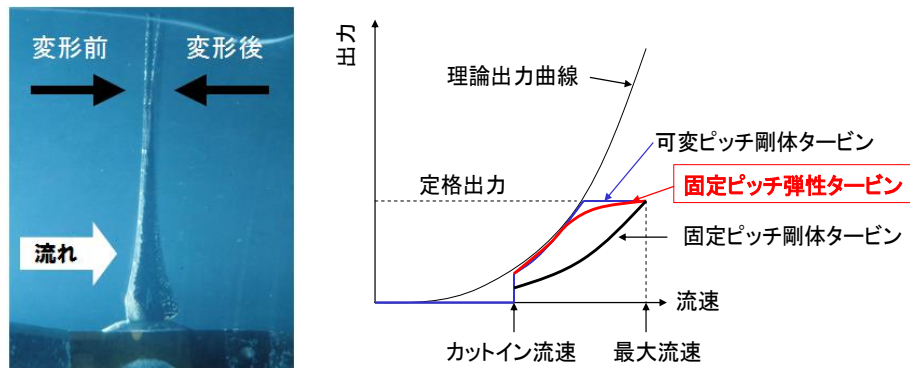 変形前
変形後
流れ
出力
理論出力曲線
可変ピッチ剛体タービン
定格出力
固定ピッチ弾性タービン
固定ピッチ剛体タービン
流速
カットイン流速
最大流速